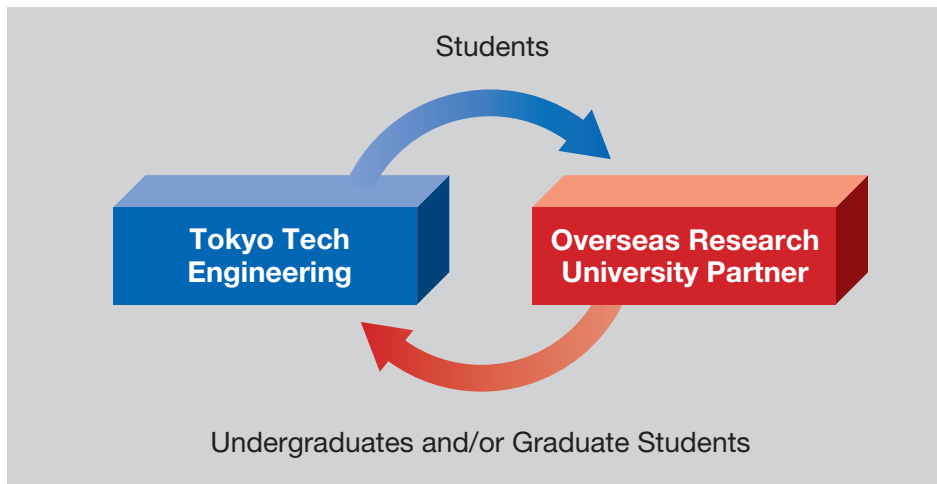 Students
Tokyo Tech
Engineering
Overseas Research
University Partner
Undergraduates and/or Graduate Students